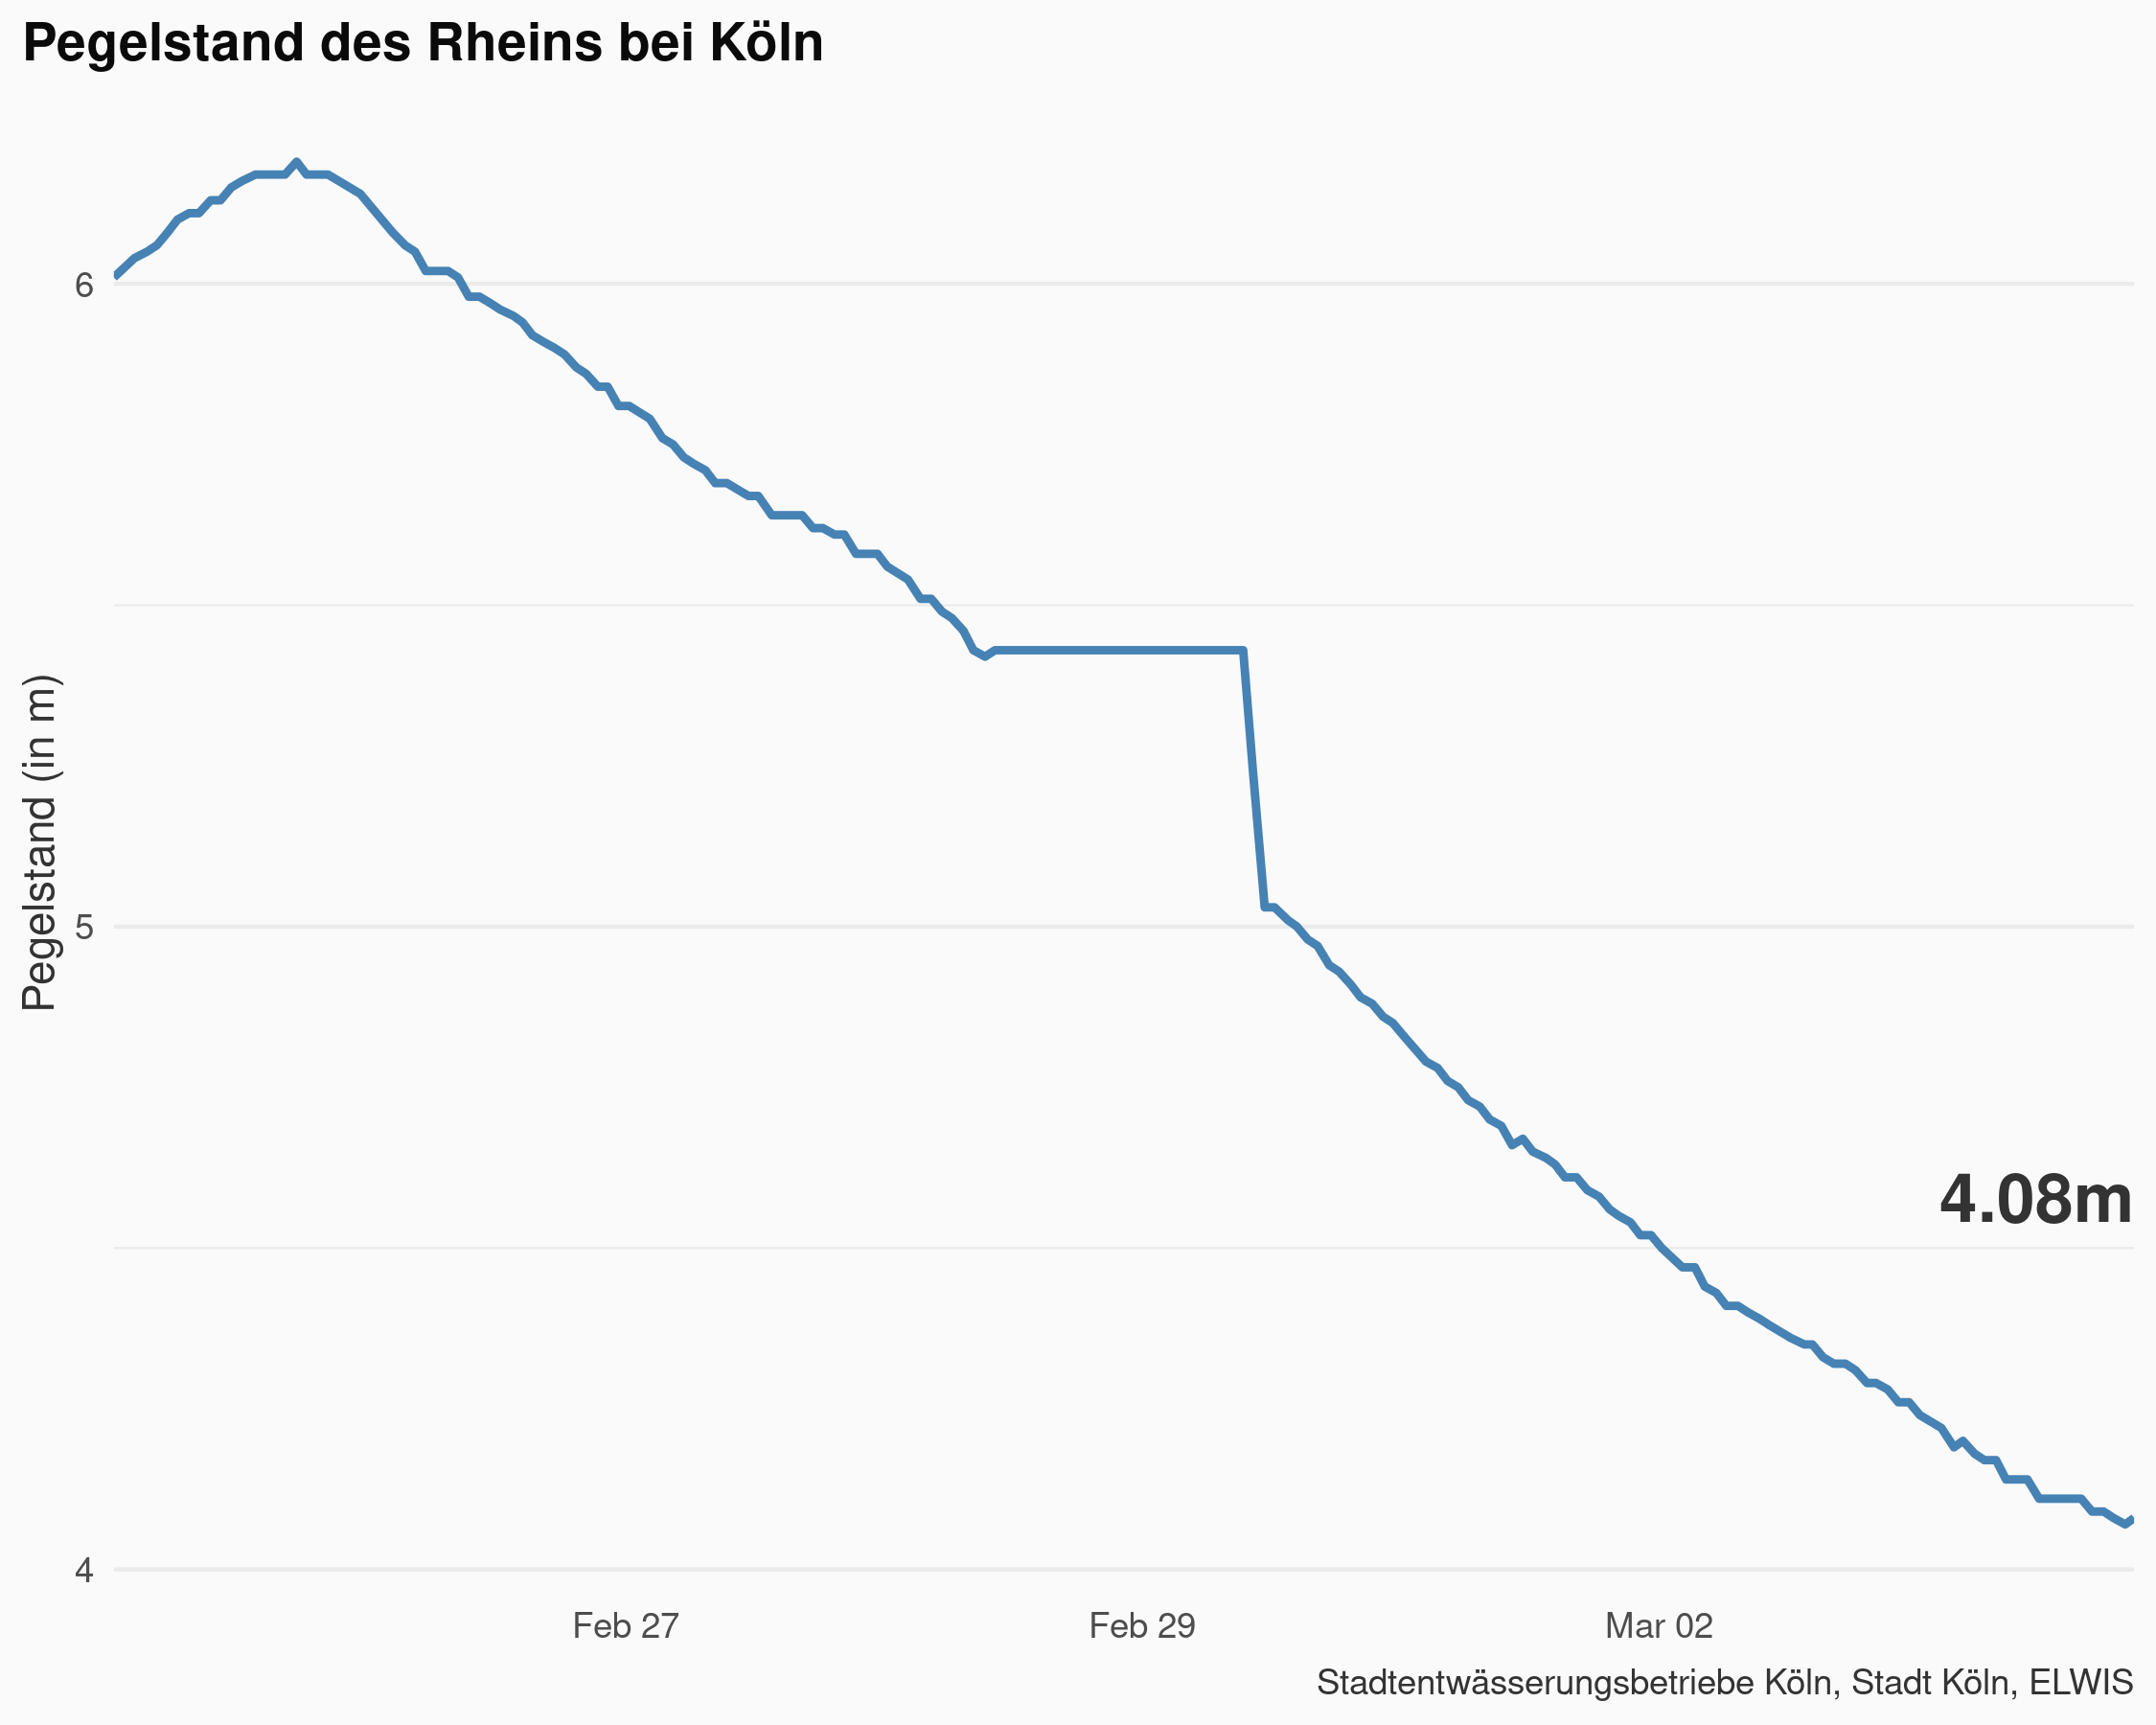 Pegelstand des Rheins bei Köln
Pegelstand (in m)
6
5
4
4.08m
Feb 27
Feb 29
Mar 02
Stadtentwässerungsbetriebe Köln, Stadt Köln, ELWIS